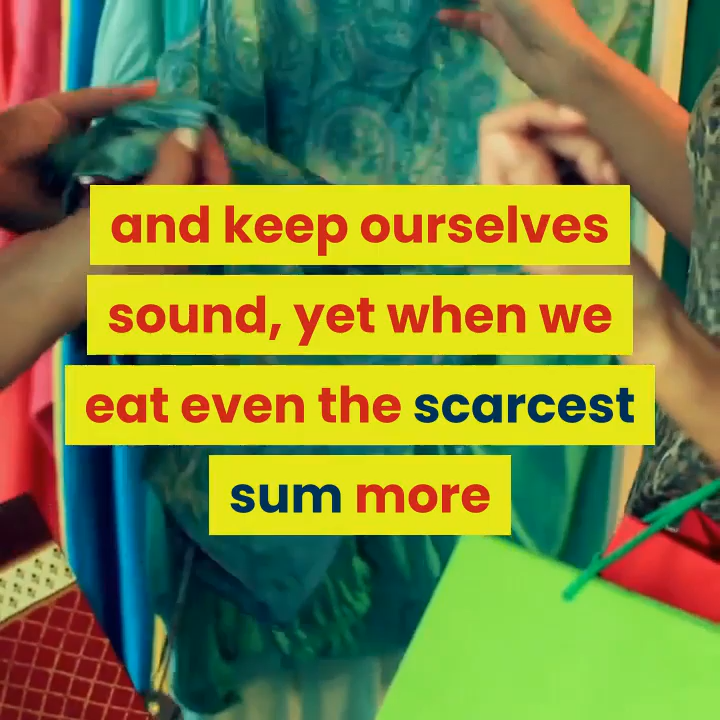 and keep ourselves
sound, yet when we
eat even the scarcest
sum more